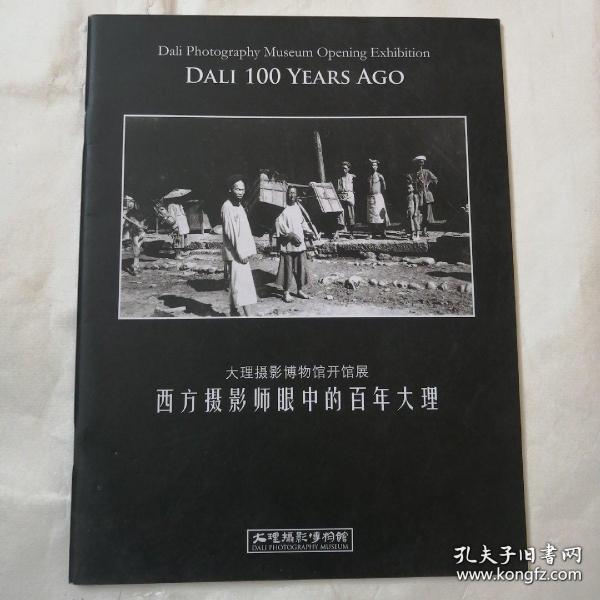 Dali Photography Museum Opening Exhibition
DALI 100 YEARS AGO
大理摄影博物馆开馆展
西方摄影师眼中的百年大理
大理攝影博物館
DALI PHOTOGRAPHY MUSEUM
孔夫子旧书网
www.kongfz.com